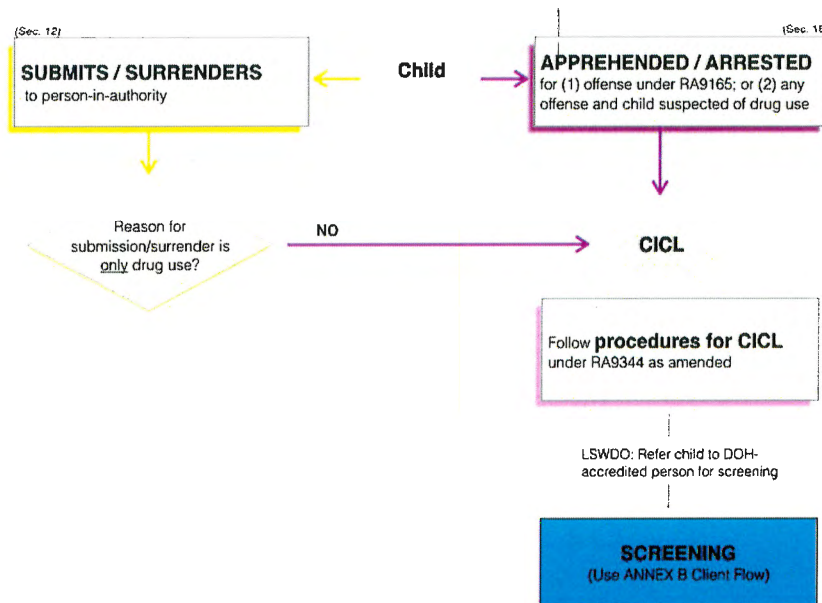 (Sec. 12)
SUBMITS / SURRENDERS
to person-in-authority
Child
APPREHENDED / ARRESTED
for (1) offense under RA9165; or (2) any
offense and child suspected of drug use
Reason for
submission/surrender is
only drug use?
NO
CICL
Follow procedures for CICL
under RA9344 as amended
LSWDO: Refer child to DOH-
accredited person for screening
SCREENING
(Use ANNEX B Client Flow)